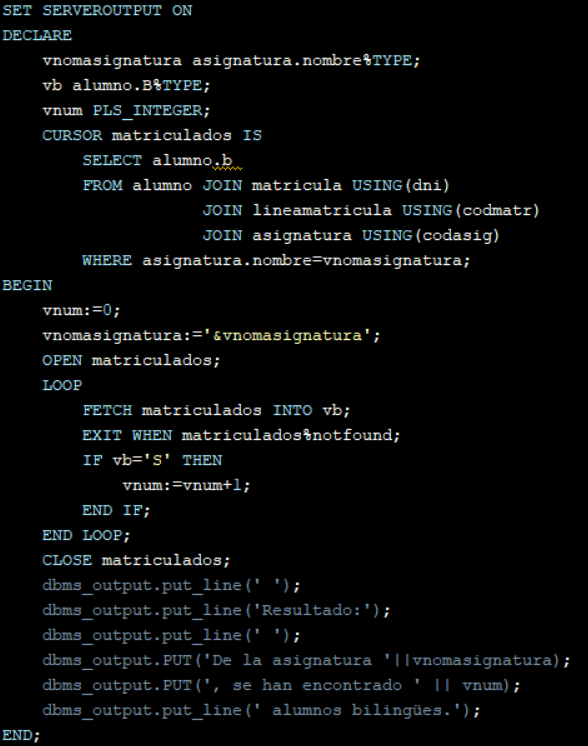 SET SERVEROUTPUT ON
DECLARE
    vnomasignatura asignatura.nombre%TYPE;
    vb alumno.B%TYPE;
    vnum PLS_INTEGER;
    CURSOR matriculados IS
        SELECT alumno.b
        FROM alumno JOIN matricula USING(dni)
                    JOIN lineamatricula USING(codmatr)
                    JOIN asignatura USING(codasig)
        WHERE asignatura.nombre=vnomasignatura;
BEGIN
    vnum:=0;
    vnomasignatura:='&vnomasignatura';
    OPEN matriculados;
    LOOP
        FETCH matriculados INTO vb;
        EXIT WHEN matriculados%notfound;
        IF vb='S' THEN
            vnum:=vnum+1;
        END IF;
    END LOOP;
    CLOSE matriculados;
    dbms_output.put_line(' ');
    dbms_output.put_line('Resultado:');
    dbms_output.put_line(' ');
    dbms_output.PUT('De la asignatura '||vnomasignatura);
    dbms_output.PUT(', se han encontrado ' || vnum);
    dbms_output.put_line(' alumnos bilingües.');
END;